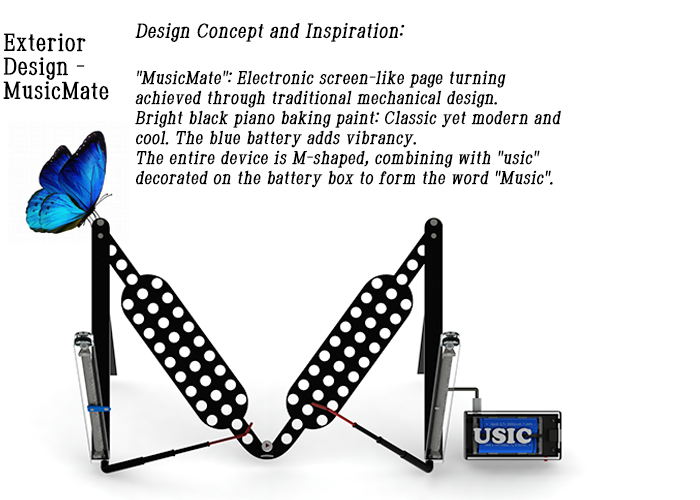 Exterior
Design -
MusicMate
Design Concept and Inspiration:
"MusicMate": Electronic screen-like page turning
achieved through traditional mechanical design.
Bright black piano baking paint: Classic yet modern and
cool. The blue battery adds vibrancy.
The entire device is M-shaped, combining with "usic"
decorated on the battery box to form the word "Music".
USIC